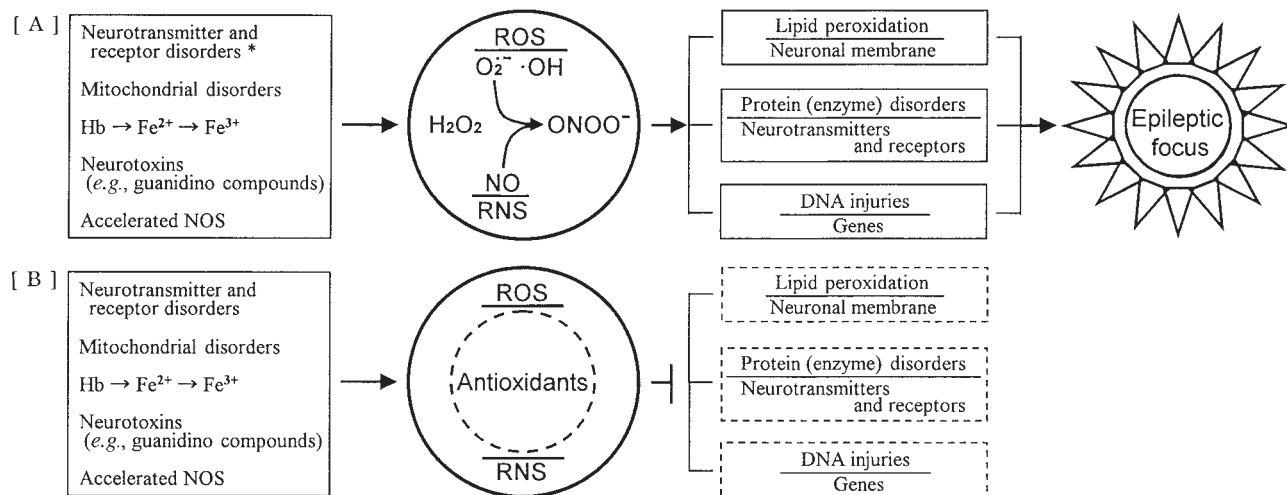 [ A ]
Neurotransmitter and
receptor disorders *
Mitochondrial disorders
Hb → Fe²⁺ → Fe³⁺
Neurotoxins
(e.g., guanidino compounds)
Accelerated NOS
ROS
O₂·⁻ ·OH
H₂O₂
ONOO⁻
NO
RNS
Lipid peroxidation
Neuronal membrane
Protein (enzyme) disorders
Neurotransmitters
and receptors
DNA injuries
Genes
Epileptic
focus
[ B ]
Neurotransmitter and
receptor disorders
Mitochondrial disorders
Hb → Fe²⁺ → Fe³⁺
Neurotoxins
(e.g., guanidino compounds)
Accelerated NOS
ROS
Antioxidants
RNS
Lipid peroxidation
Neuronal membrane
Protein (enzyme) disorders
Neurotransmitters
and receptors
DNA injuries
Genes